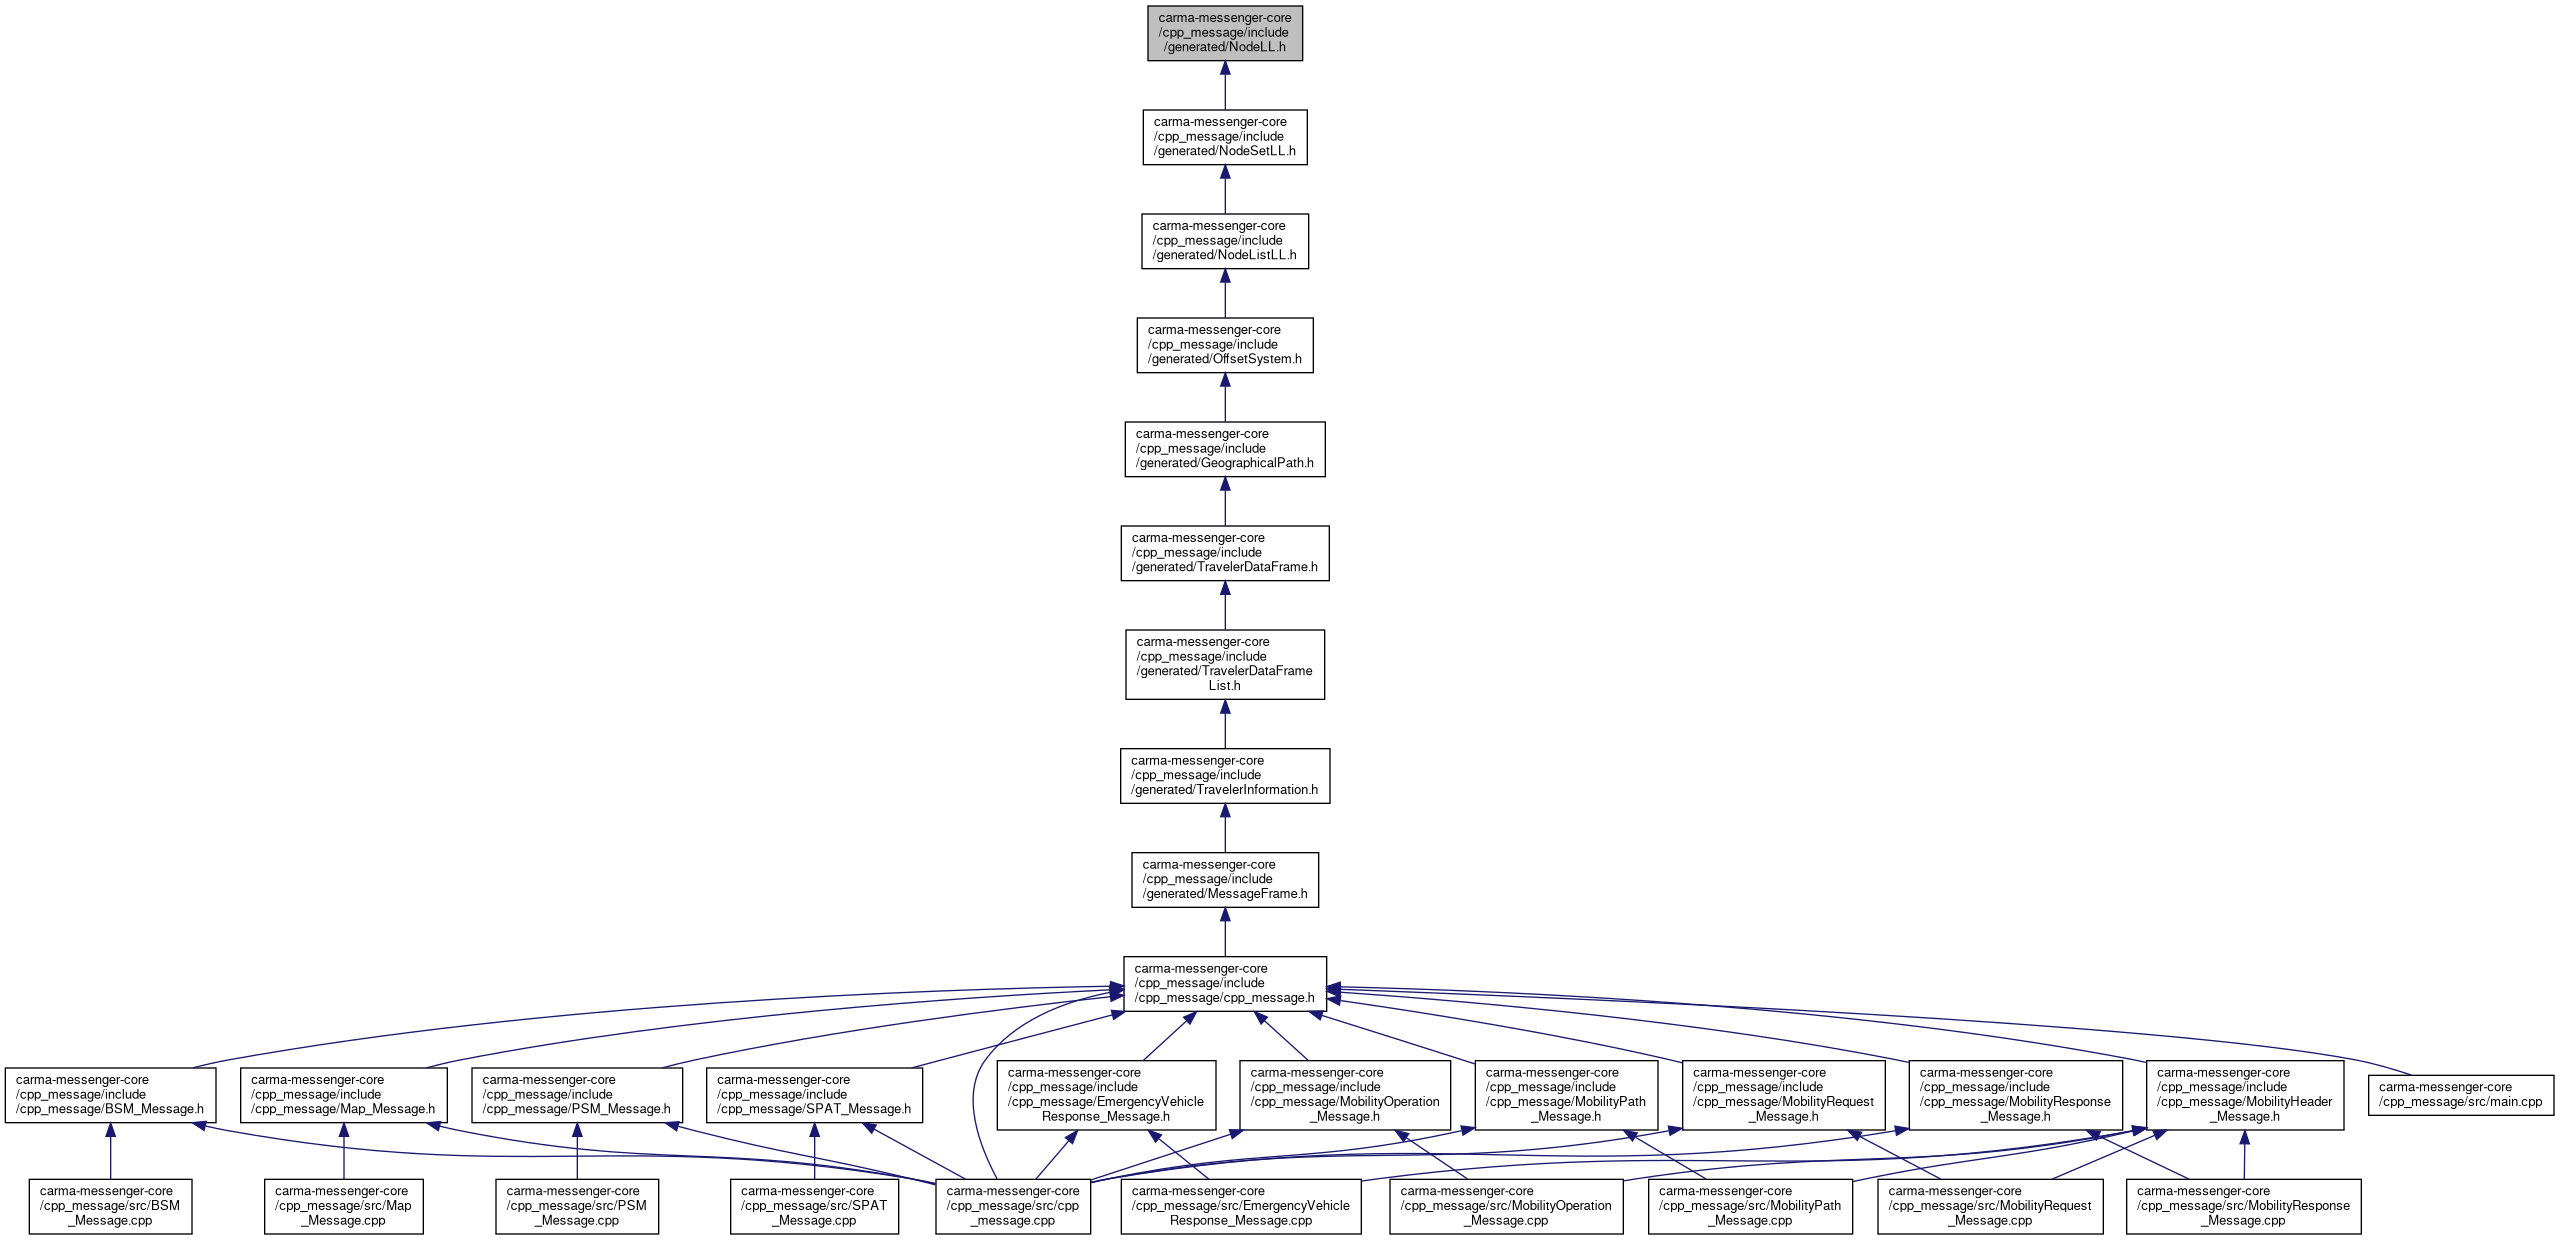 carma-messenger-core
/cpp_message/include
/generated/NodeLL.h
carma-messenger-core
/cpp_message/include
/generated/NodeSetLL.h
carma-messenger-core
/cpp_message/include
/generated/NodeListLL.h
carma-messenger-core
/cpp_message/include
/generated/OffsetSystem.h
carma-messenger-core
/cpp_message/include
/generated/GeographicalPath.h
carma-messenger-core
/cpp_message/include
/generated/TravelerDataFrame.h
carma-messenger-core
/cpp_message/include
/generated/TravelerDataFrame
List.h
carma-messenger-core
/cpp_message/include
/generated/TravelerInformation.h
carma-messenger-core
/cpp_message/include
/generated/MessageFrame.h
carma-messenger-core
/cpp_message/include
/cpp_message/cpp_message.h
carma-messenger-core
/cpp_message/include
/cpp_message/BSM_Message.h
carma-messenger-core
/cpp_message/include
/cpp_message/Map_Message.h
carma-messenger-core
/cpp_message/include
/cpp_message/PSM_Message.h
carma-messenger-core
/cpp_message/include
/cpp_message/SPAT_Message.h
carma-messenger-core
/cpp_message/include
/cpp_message/EmergencyVehicle
Response_Message.h
carma-messenger-core
/cpp_message/include
/cpp_message/MobilityOperation
_Message.h
carma-messenger-core
/cpp_message/include
/cpp_message/MobilityPath
_Message.h
carma-messenger-core
/cpp_message/include
/cpp_message/MobilityRequest
_Message.h
carma-messenger-core
/cpp_message/include
/cpp_message/MobilityResponse
_Message.h
carma-messenger-core
/cpp_message/include
/cpp_message/MobilityHeader
_Message.h
carma-messenger-core
/cpp_message/src/main.cpp
carma-messenger-core
/cpp_message/src/BSM
_Message.cpp
carma-messenger-core
/cpp_message/src/Map
_Message.cpp
carma-messenger-core
/cpp_message/src/PSM
_Message.cpp
carma-messenger-core
/cpp_message/src/SPAT
_Message.cpp
carma-messenger-core
/cpp_message/src/cpp
_message.cpp
carma-messenger-core
/cpp_message/src/EmergencyVehicle
Response_Message.cpp
carma-messenger-core
/cpp_message/src/MobilityOperation
_Message.cpp
carma-messenger-core
/cpp_message/src/MobilityPath
_Message.cpp
carma-messenger-core
/cpp_message/src/MobilityRequest
_Message.cpp
carma-messenger-core
/cpp_message/src/MobilityResponse
_Message.cpp